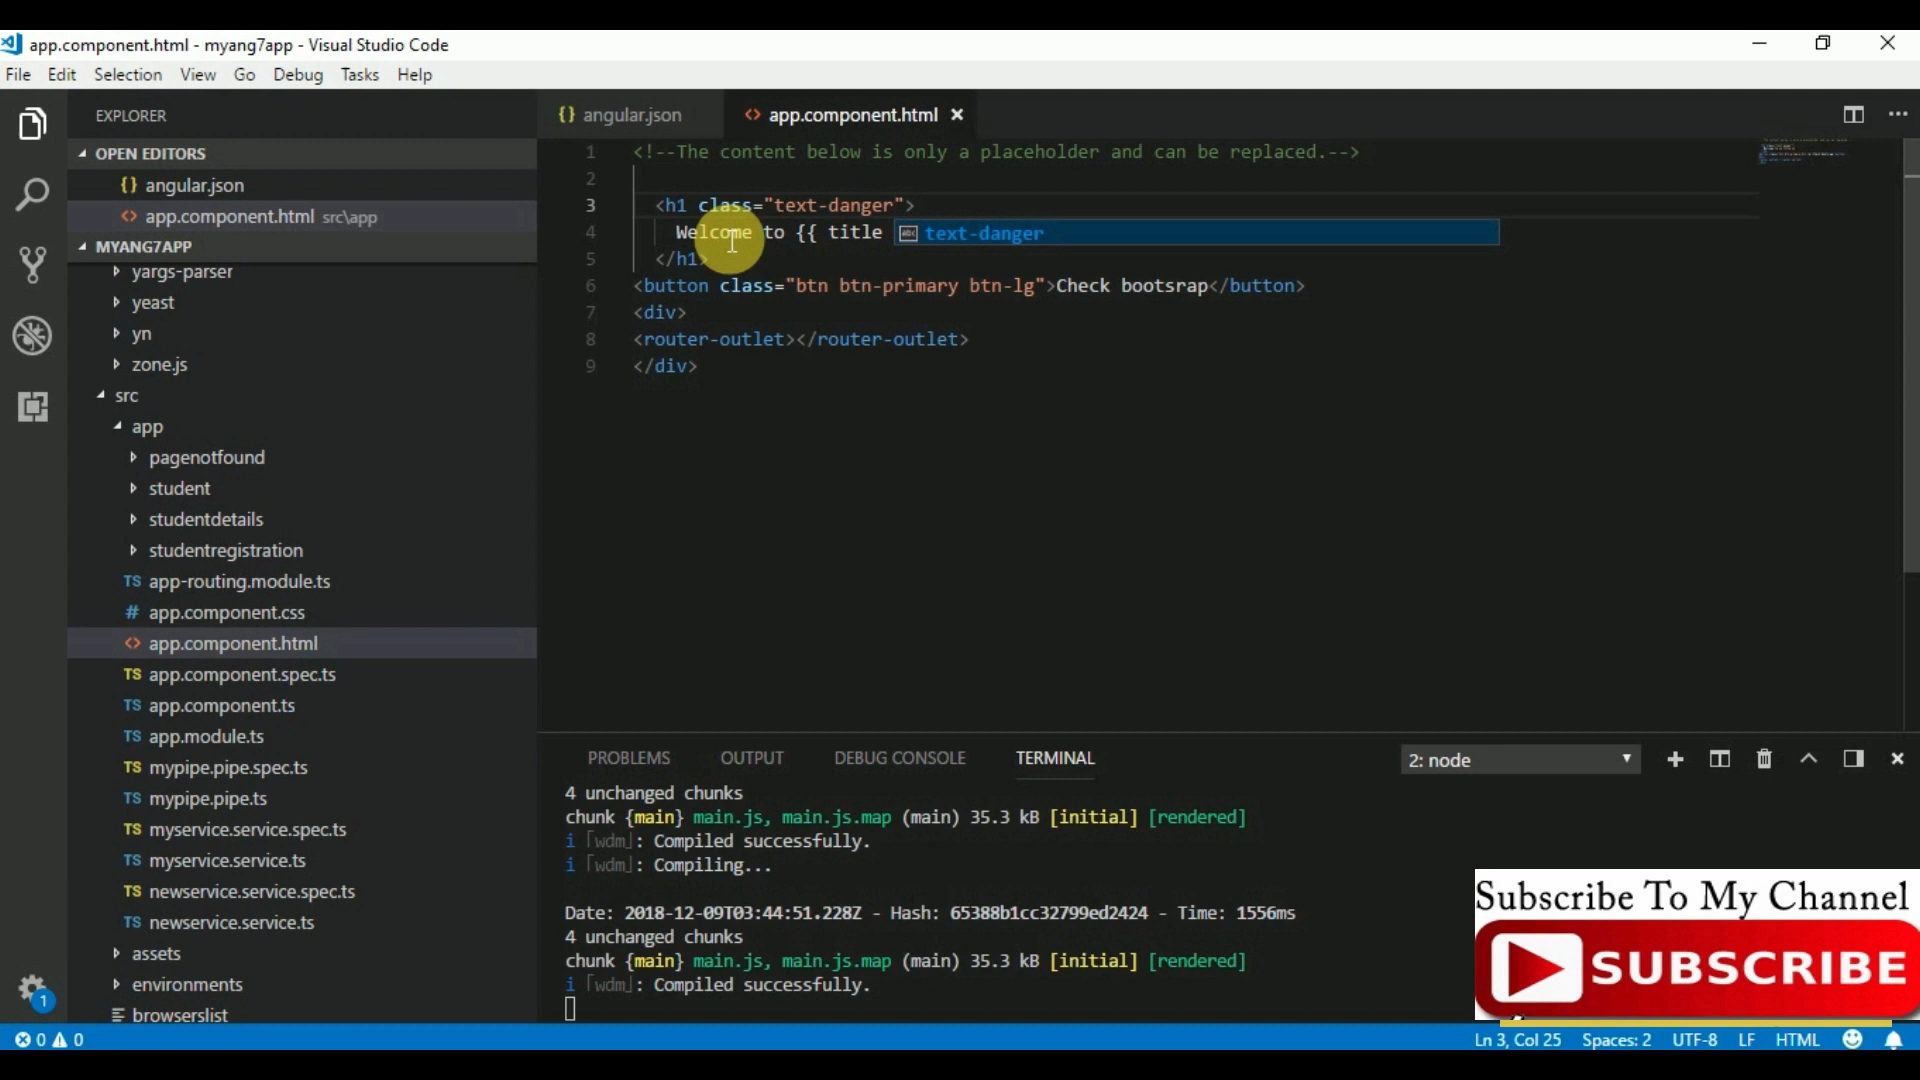 app.component.html - myang7app - Visual Studio Code
File Edit Selection View Go Debug Tasks Help
EXPLORER
OPEN EDITORS
{} angular.json
<> app.component.html src\app
MYANG7APP
yargs-parser
yeast
yn
zone.js
src
app
pagenotfound
student
studentdetails
studentregistration
TS app-routing.module.ts
# app.component.css
<> app.component.html
TS app.component.spec.ts
TS app.component.ts
TS app.module.ts
TS mypipe.pipe.spec.ts
TS mypipe.pipe.ts
TS myservice.service.spec.ts
TS myservice.service.ts
TS newservice.service.spec.ts
TS newservice.service.ts
assets
environments
browserslist
1
{} angular.json <> app.component.html
1 <!--The content below is only a placeholder and can be replaced.-->
2
3 <h1 class="text-danger">
4 Welcome to {{ title text-danger
5 </h1>
6 <button class="btn btn-primary btn-lg">Check bootsrap</button>
7 <div>
8 <router-outlet></router-outlet>
9 </div>
PROBLEMS OUTPUT DEBUG CONSOLE TERMINAL 2: node
4 unchanged chunks
chunk {main} main.js, main.js.map (main) 35.3 kB [initial] [rendered]
i ｢wdm｣: Compiled successfully.
i ｢wdm｣: Compiling...
Date: 2018-12-09T03:44:51.228Z - Hash: 65388b1cc32799ed2424 - Time: 1556ms
4 unchanged chunks
chunk {main} main.js, main.js.map (main) 35.3 kB [initial] [rendered]
i ｢wdm｣: Compiled successfully.
Subscribe To My Channel
SUBSCRIBE
0 0 Ln 3, Col 25 Spaces: 2 UTF-8 LF HTML